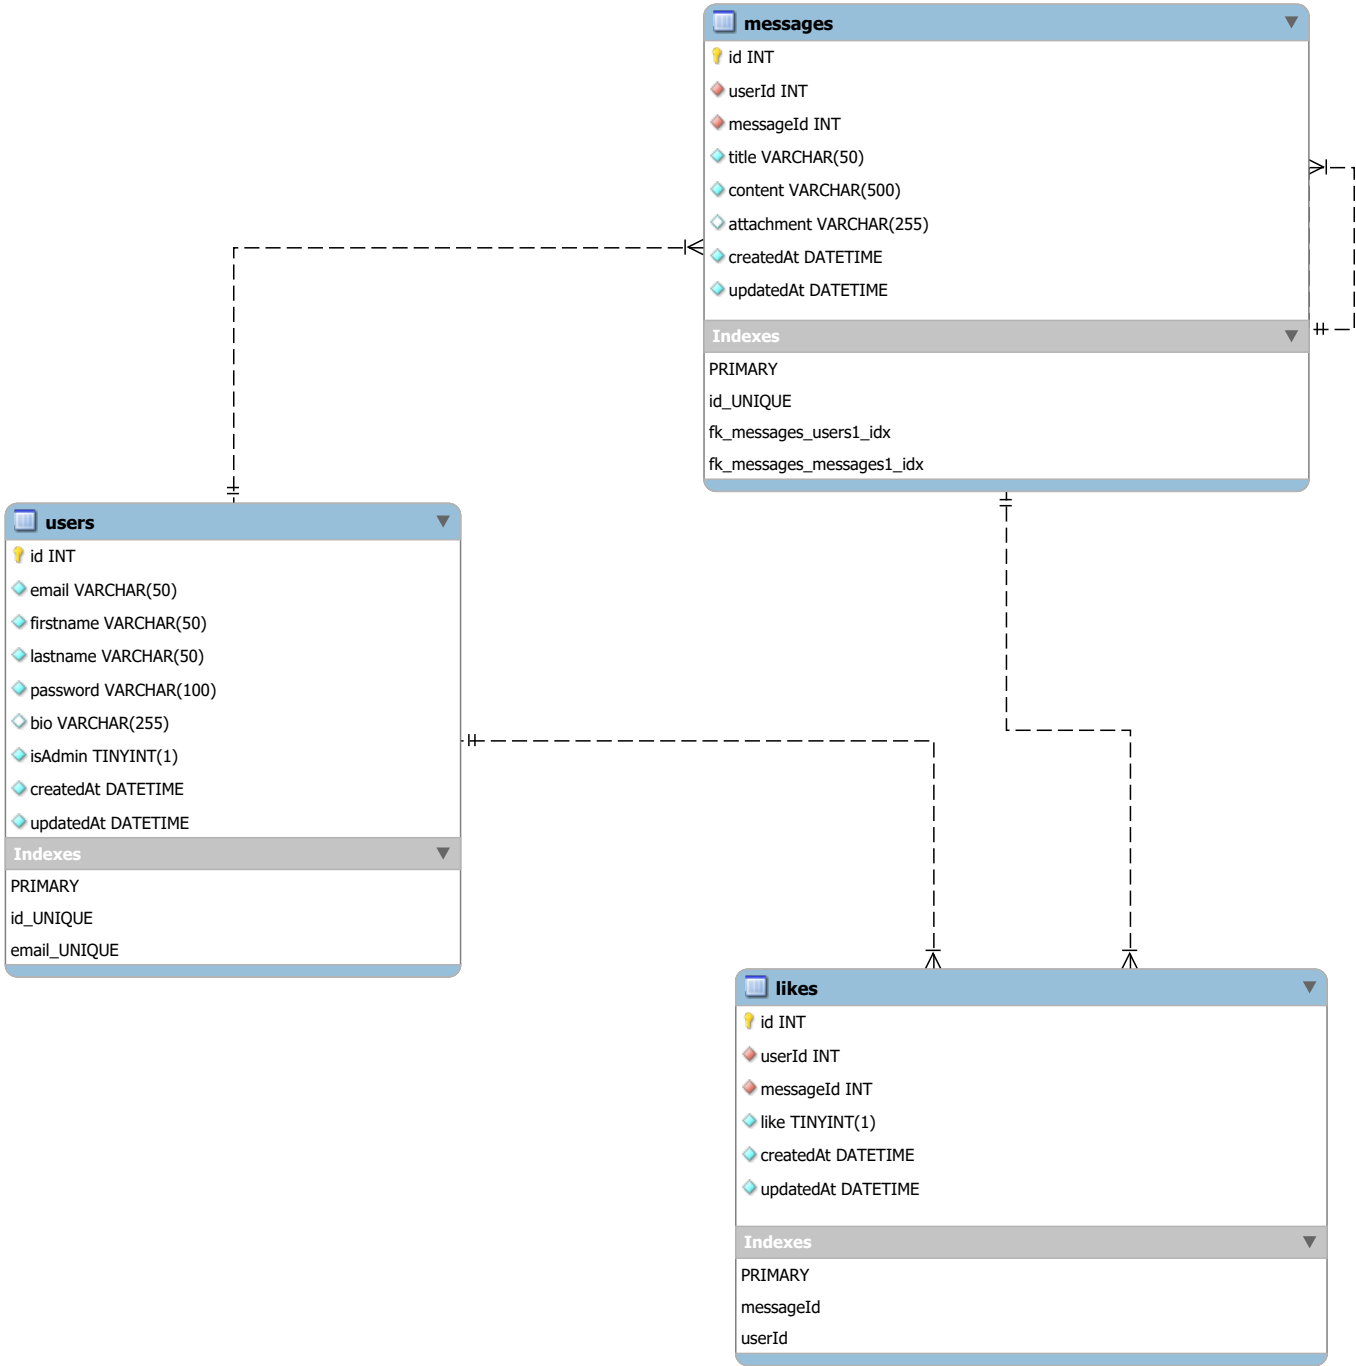 messages
id INT
userId INT
messageId INT
title VARCHAR(50)
content VARCHAR(500)
attachment VARCHAR(255)
createdAt DATETIME
updatedAt DATETIME
Indexes
PRIMARY
id_UNIQUE
fk_messages_users1_idx
fk_messages_messages1_idx
users
id INT
email VARCHAR(50)
firstname VARCHAR(50)
lastname VARCHAR(50)
password VARCHAR(100)
bio VARCHAR(255)
isAdmin TINYINT(1)
createdAt DATETIME
updatedAt DATETIME
Indexes
PRIMARY
id_UNIQUE
email_UNIQUE
likes
id INT
userId INT
messageId INT
like TINYINT(1)
createdAt DATETIME
updatedAt DATETIME
Indexes
PRIMARY
messageId
userId